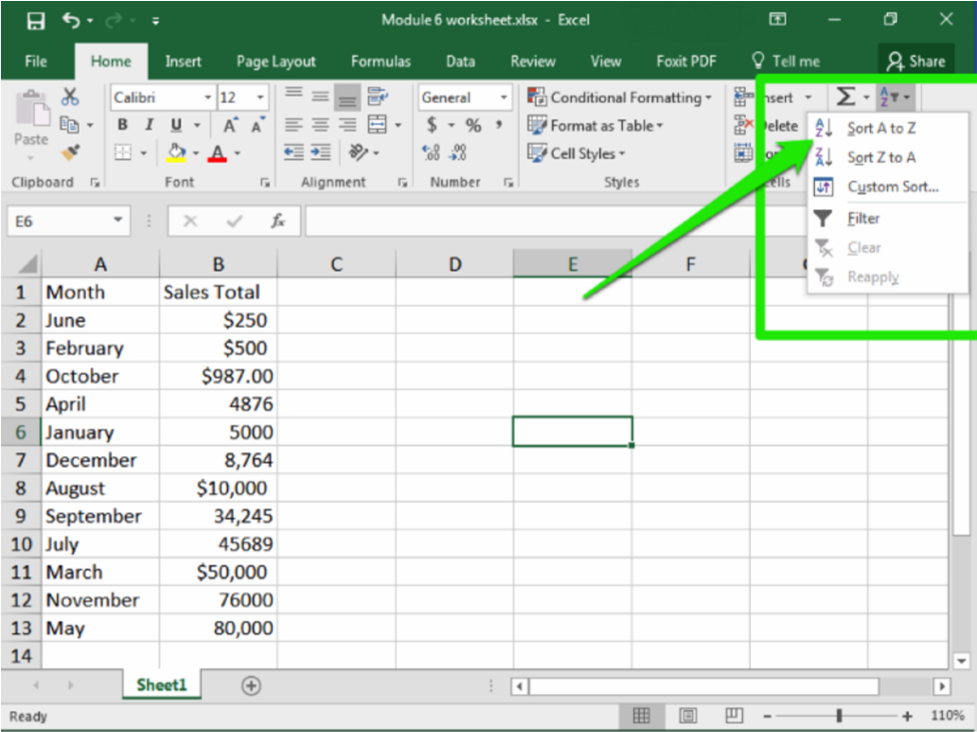 Module 6 worksheet.xlsx - Excel
File Home Insert Page Layout Formulas Data Review View Foxit PDF Tell me Share
Paste
Clipboard
Calibri 12
B I U A A
A
Font
Alignment
General
$ % ,
Number
Conditional Formatting
Format as Table
Cell Styles
Styles
Σ
Sort A to Z
Sort Z to A
Custom Sort...
Filter
Clear
Reapply
E6 fx
A B C D E F
1 Month Sales Total
2 June $250
3 February $500
4 October $987.00
5 April 4876
6 January 5000
7 December 8,764
8 August $10,000
9 September 34,245
10 July 45689
11 March $50,000
12 November 76000
13 May 80,000
14
Sheet1
Ready 110%